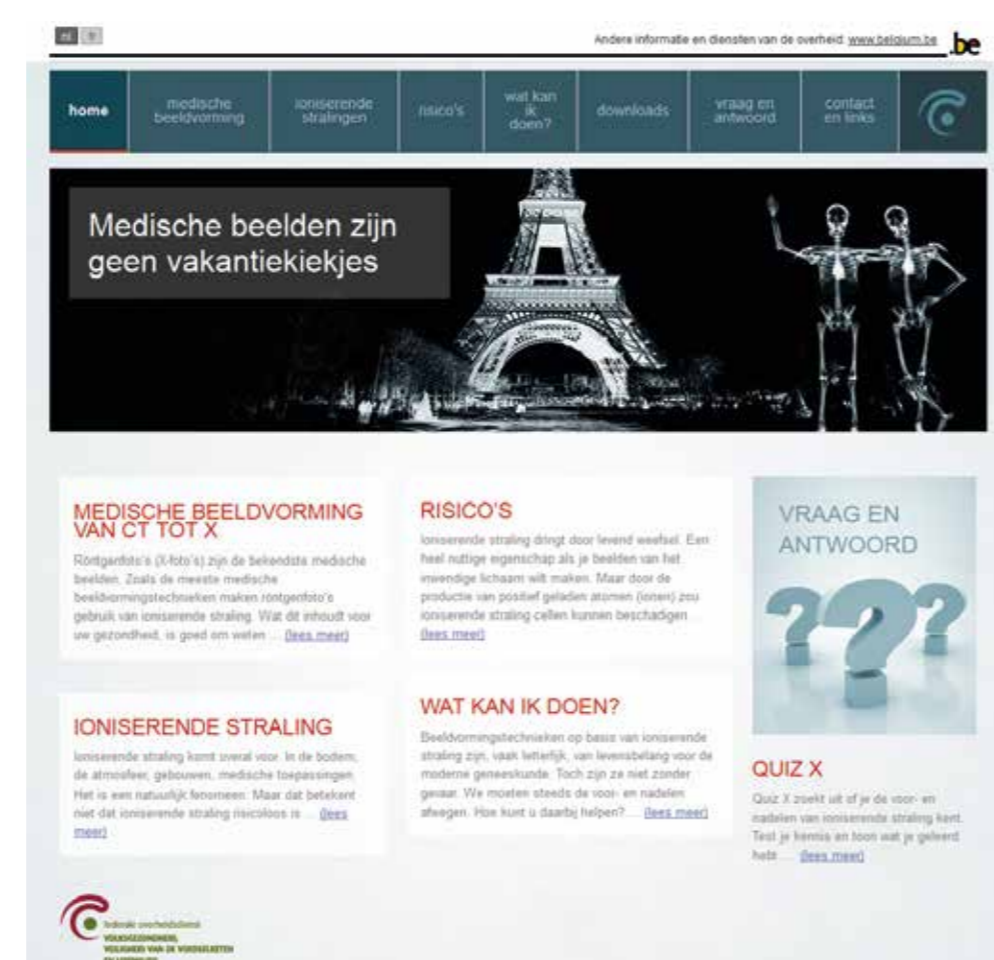 nl fr
Andere informatie en diensten van de overheid: www.belgium.be
.be
home
medische
beeldvorming
ioniserende
stralingen
risico's
wat kan
ik
doen?
downloads
vraag en
antwoord
contact
en links
Medische beelden zijn
geen vakantiekiekjes
MEDISCHE BEELDVORMING
VAN CT TOT X
Röntgenfoto's (X-foto's) zijn de bekendste medische
beelden. Zoals de meeste medische
beeldvormingstechnieken maken röntgenfoto's
gebruik van ioniserende straling. Wat dit inhoudt voor
uw gezondheid, is goed om weten ... (lees meer)
IONISERENDE STRALING
Ioniserende straling komt overal voor. In de bodem,
de atmosfeer, gebouwen, medische toepassingen.
Het is een natuurlijk fenomeen. Maar dat betekent
niet dat ioniserende straling risicoloos is ... (lees
meer)
RISICO'S
Ioniserende straling dringt door levend weefsel. Een
heel nuttige eigenschap als je beelden van het
inwendige lichaam wilt maken. Maar door de
productie van positief geladen atomen (ionen) zou
ioniserende straling cellen kunnen beschadigen ...
(lees meer)
WAT KAN IK DOEN?
Beeldvormingstechnieken op basis van ioniserende
straling zijn, vaak letterlijk, van levensbelang voor de
moderne geneeskunde. Toch zijn ze niet zonder
gevaar. We moeten steeds de voor- en nadelen
afwegen. Hoe kunt u daarbij helpen? ... (lees meer)
VRAAG EN
ANTWOORD
???
QUIZ X
Quiz X zoekt uit of je de voor- en
nadelen van ioniserende straling kent.
Test je kennis en toon wat je geleerd
hebt ... (lees meer)
federale overheidsdienst
VOLKSGEZONDHEID,
VEILIGHEID VAN DE VOEDSELKETEN
EN LEEFMILIEU